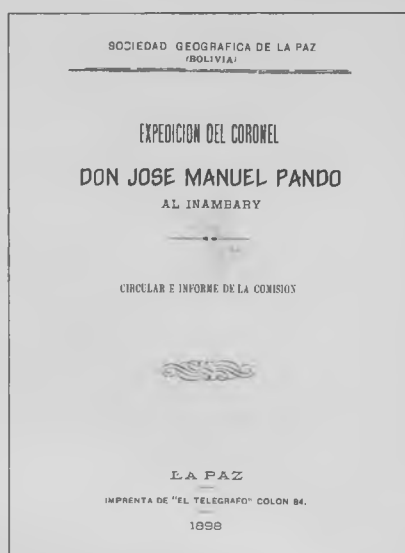 SOCIEDAD GEOGRAFICA DE LA PAZ
(BOLIVIA)
EXPEDICION DEL CORONEL
DON JOSE MANUEL PANDO
AL INAMBARY
CIRCULAR E INFORME DE LA COMISION
LA PAZ
IMPRENTA DE "EL TELEGRAFO" COLON 84.
1898